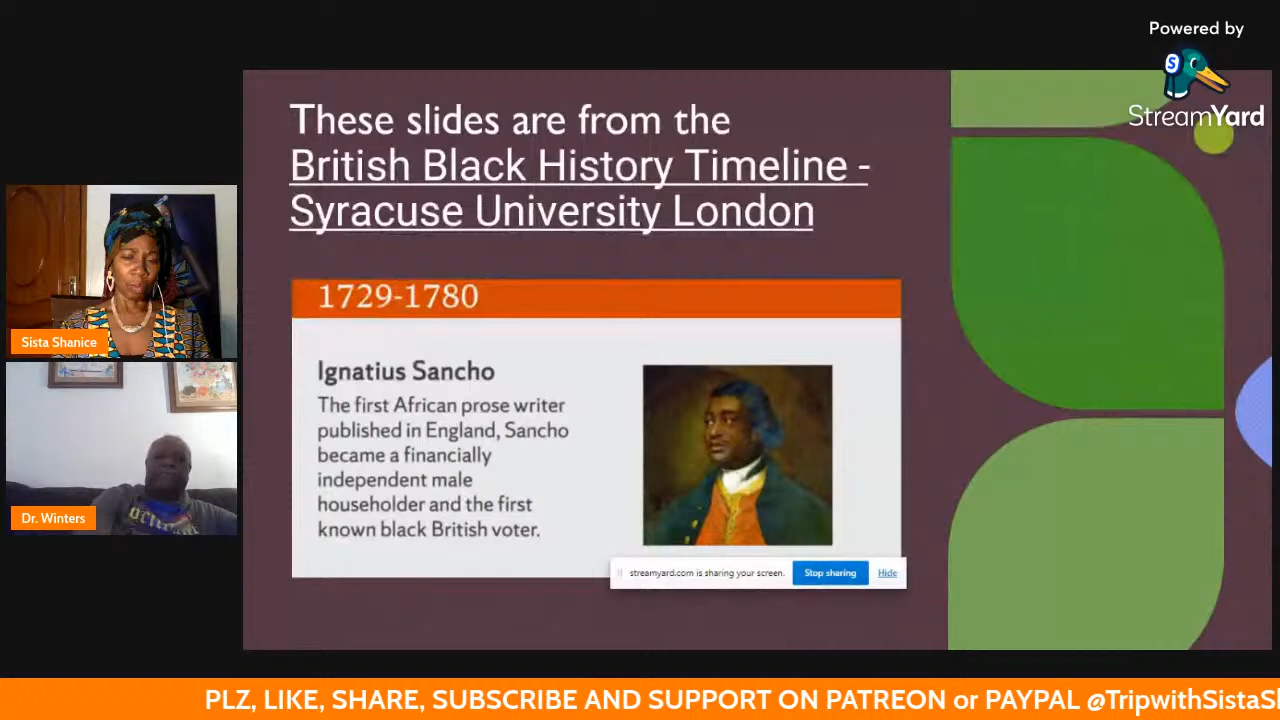 Powered by
StreamYard
These slides are from the
British Black History Timeline -
Syracuse University London
1729-1780
Ignatius Sancho
The first African prose writer
published in England, Sancho
became a financially
independent male
householder and the first
known black British voter.
streamyard.com is sharing your screen. Stop sharing Hide
Sista Shanice
Dr. Winters
PLZ, LIKE, SHARE, SUBSCRIBE AND SUPPORT ON PATREON or PAYPAL @TripwithSistaS